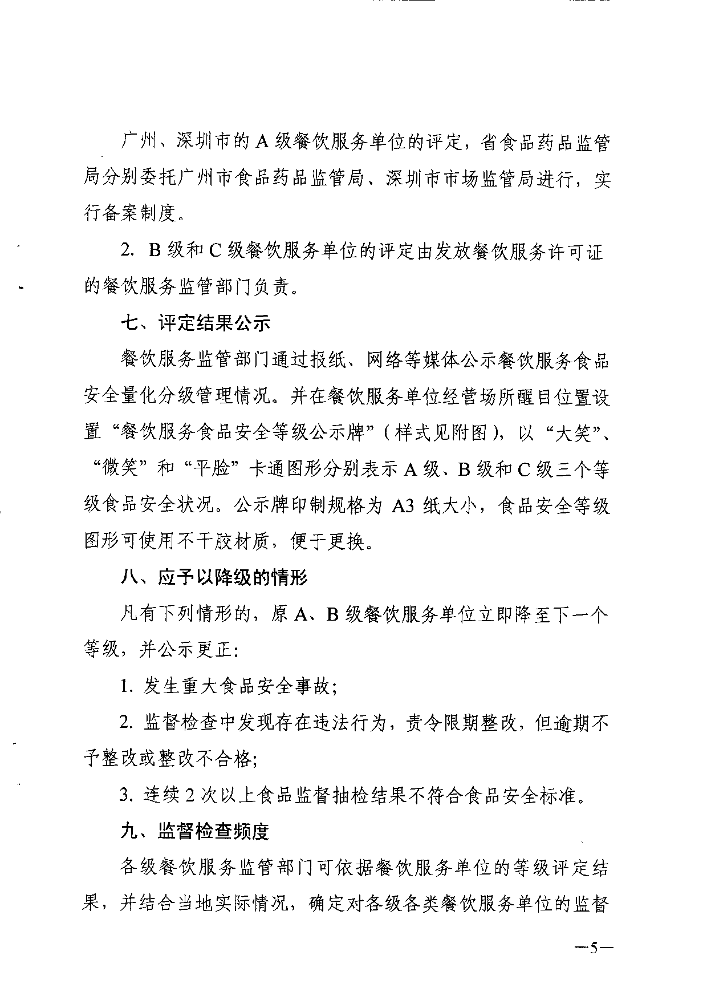 广州、深圳市的 A 级餐饮服务单位的评定，省食品药品监管
局分别委托广州市食品药品监管局、深圳市市场监管局进行，实
行备案制度。
2. B 级和 C 级餐饮服务单位的评定由发放餐饮服务许可证
的餐饮服务监管部门负责。
七、评定结果公示
餐饮服务监管部门通过报纸、网络等媒体公示餐饮服务食品
安全量化分级管理情况。并在餐饮服务单位经营场所醒目位置设
置“餐饮服务食品安全等级公示牌”（样式见附图），以“大笑”、
“微笑”和“平脸”卡通图形分别表示 A 级、B 级和 C 级三个等
级食品安全状况。公示牌印制规格为 A3 纸大小，食品安全等级
图形可使用不干胶材质，便于更换。
八、应予以降级的情形
凡有下列情形的，原 A、B 级餐饮服务单位立即降至下一个
等级，并公示更正：
1. 发生重大食品安全事故；
2. 监督检查中发现存在违法行为，责令限期整改，但逾期不
予整改或整改不合格；
3. 连续 2 次以上食品监督抽检结果不符合食品安全标准。
九、监督检查频度
各级餐饮服务监管部门可依据餐饮服务单位的等级评定结
果，并结合当地实际情况，确定对各级各类餐饮服务单位的监督
—5—